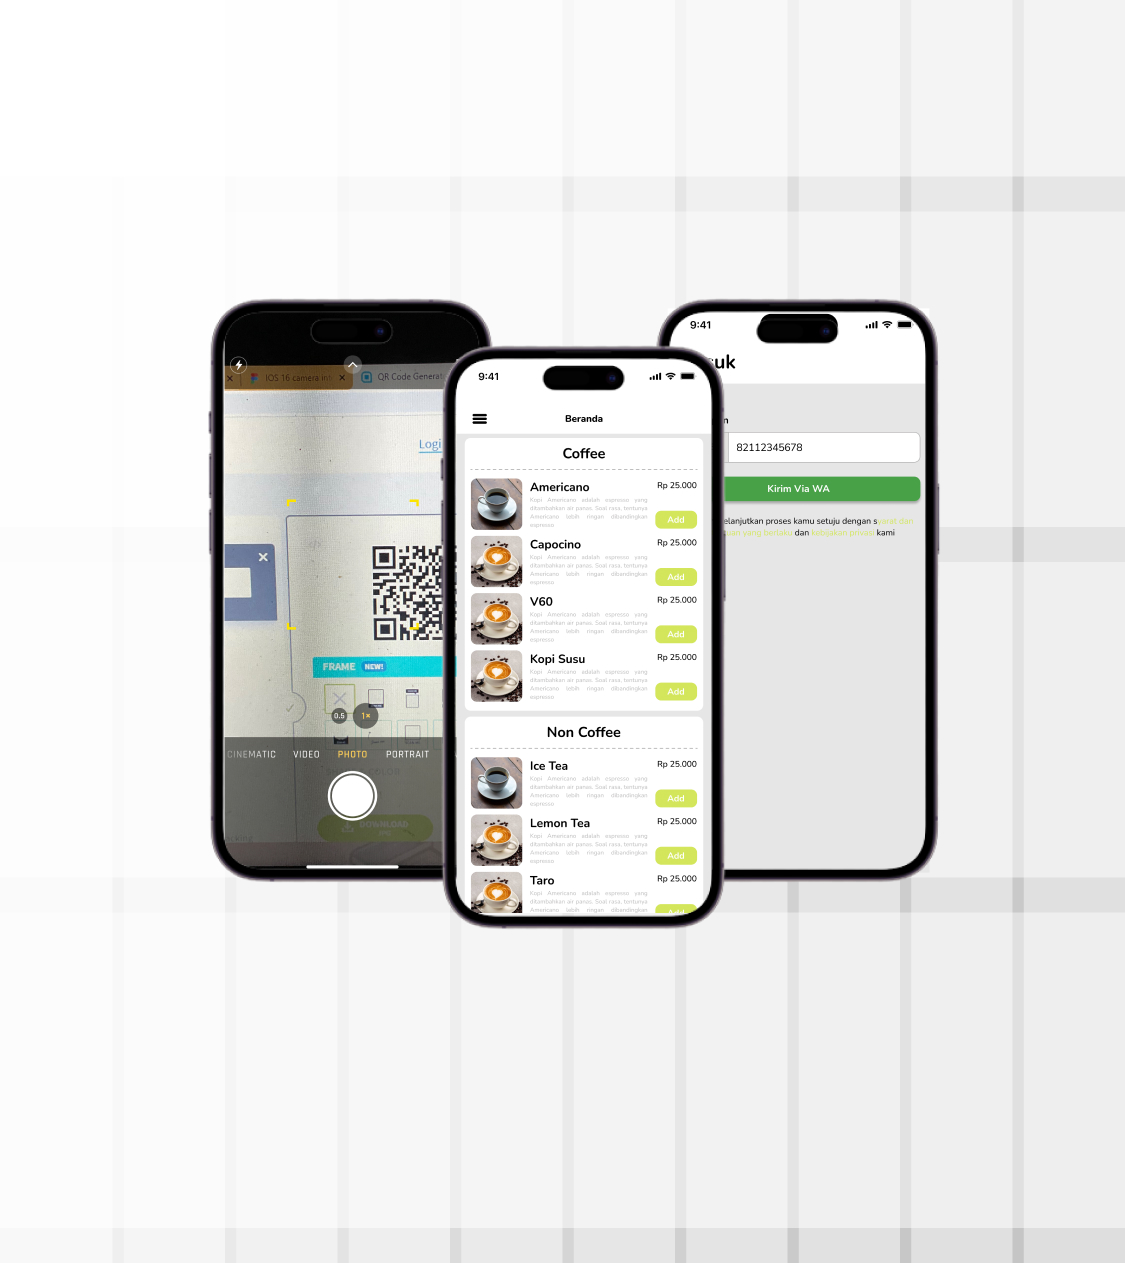 iOS 16 camera in
QR Code Generat
Logi
FRAME NEW!
0.5 1×
CINEMATIC VIDEO PHOTO PORTRAIT
DOWNLOAD
9:41
Beranda
Coffee
Americano
Rp 25.000
Kopi Americano adalah espresso yang
ditambahkan air panas. Soal rasa, tentunya
Americano lebih ringan dibandingkan
espresso
Add
Capocino
Rp 25.000
Kopi Americano adalah espresso yang
ditambahkan air panas. Soal rasa, tentunya
Americano lebih ringan dibandingkan
espresso
Add
V60
Rp 25.000
Kopi Americano adalah espresso yang
ditambahkan air panas. Soal rasa, tentunya
Americano lebih ringan dibandingkan
espresso
Add
Kopi Susu
Rp 25.000
Kopi Americano adalah espresso yang
ditambahkan air panas. Soal rasa, tentunya
Americano lebih ringan dibandingkan
espresso
Add
Non Coffee
Ice Tea
Rp 25.000
Kopi Americano adalah espresso yang
ditambahkan air panas. Soal rasa, tentunya
Americano lebih ringan dibandingkan
espresso
Add
Lemon Tea
Rp 25.000
Kopi Americano adalah espresso yang
ditambahkan air panas. Soal rasa, tentunya
Americano lebih ringan dibandingkan
espresso
Add
Taro
Rp 25.000
Kopi Americano adalah espresso yang
ditambahkan air panas. Soal rasa, tentunya
Americano lebih ringan dibandingkan
Add
9:41
uk
n
82112345678
Kirim Via WA
elanjutkan proses kamu setuju dengan syarat dan
uan yang berlaku dan kebijakan privasi kami